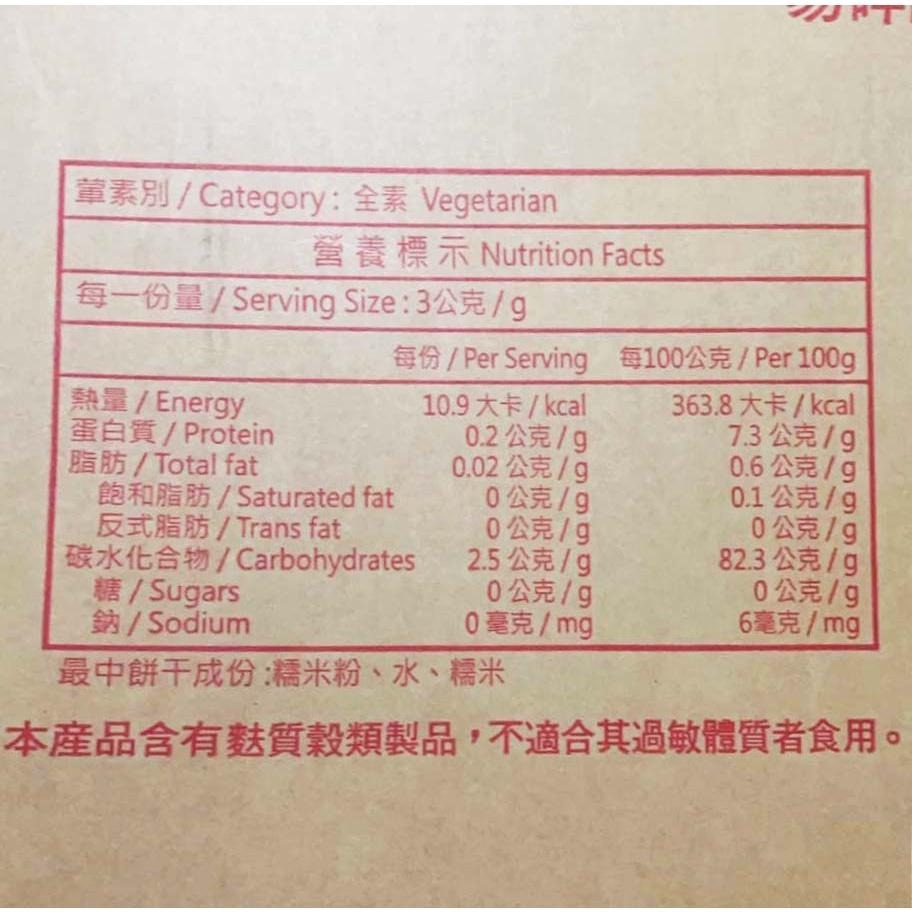 葷素別 / Category : 全素 Vegetarian
營養標示 Nutrition Facts
每一份量 / Serving Size : 3公克 / g
每份 / Per Serving 每100公克 / Per 100g
熱量 / Energy 10.9 大卡 / kcal 363.8 大卡 / kcal
蛋白質 / Protein 0.2 公克 / g 7.3 公克 / g
脂肪 / Total fat 0.02 公克 / g 0.6 公克 / g
飽和脂肪 / Saturated fat 0 公克 / g 0.1 公克 / g
反式脂肪 / Trans fat 0 公克 / g 0 公克 / g
碳水化合物 / Carbohydrates 2.5 公克 / g 82.3 公克 / g
糖 / Sugars 0 公克 / g 0 公克 / g
鈉 / Sodium 0 毫克 / mg 6毫克 / mg
最中餅干成份 :糯米粉、水、糯米
本產品含有麩質穀類製品，不適合其過敏體質者食用。